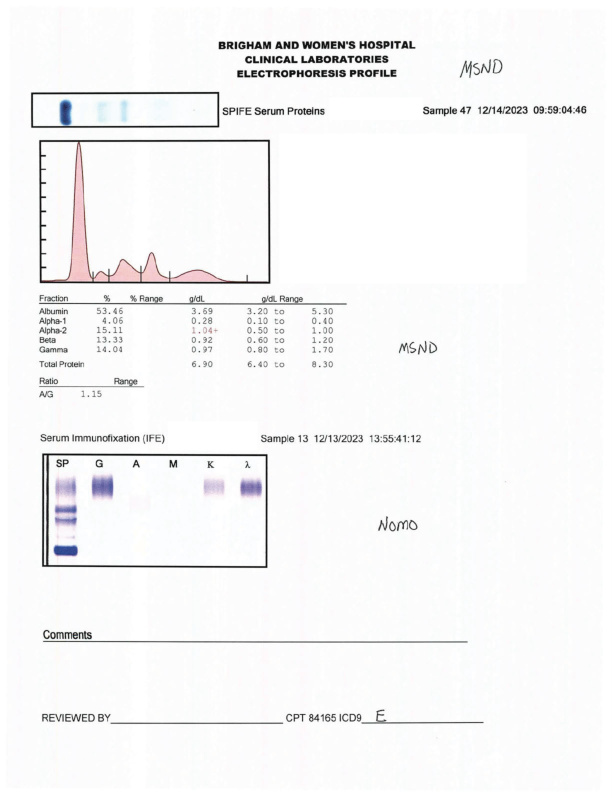 BRIGHAM AND WOMEN'S HOSPITAL
CLINICAL LABORATORIES
ELECTROPHORESIS PROFILE
MSND
SPIFE Serum Proteins Sample 47 12/14/2023 09:59:04:46
Fraction % % Range g/dL g/dL Range
Albumin 53.46 3.69 3.20 to 5.30
Alpha-1 4.06 0.28 0.10 to 0.40
Alpha-2 15.11 1.04+ 0.50 to 1.00
Beta 13.33 0.92 0.60 to 1.20
Gamma 14.04 0.97 0.80 to 1.70
MSND
Total Protein 6.90 6.40 to 8.30
Ratio Range
A/G 1.15
Serum Immunofixation (IFE) Sample 13 12/13/2023 13:55:41:12
SP G A M K λ
NOMO
Comments
REVIEWED BY CPT 84165 ICD9 E